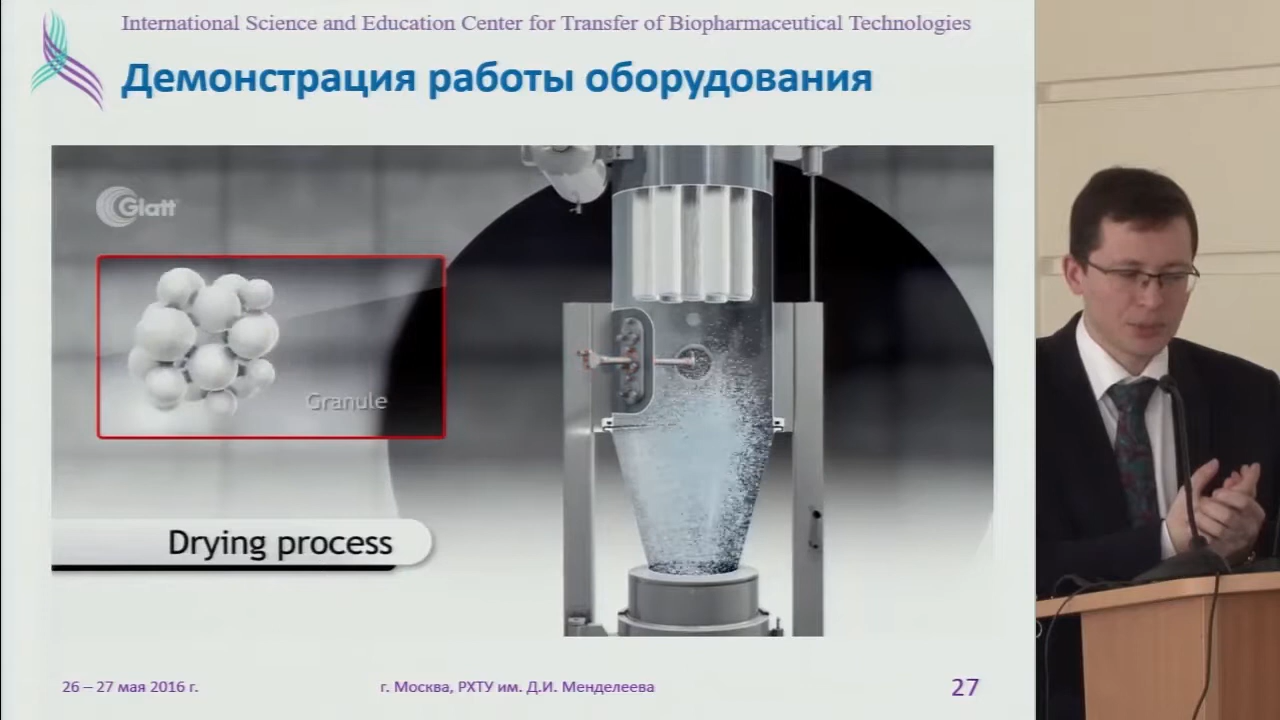 International Science and Education Center for Transfer of Biopharmaceutical Technologies
Демонстрация работы оборудования
Glatt
Granule
Drying process
26 – 27 мая 2016 г.
г. Москва, РХТУ им. Д.И. Менделеева
27